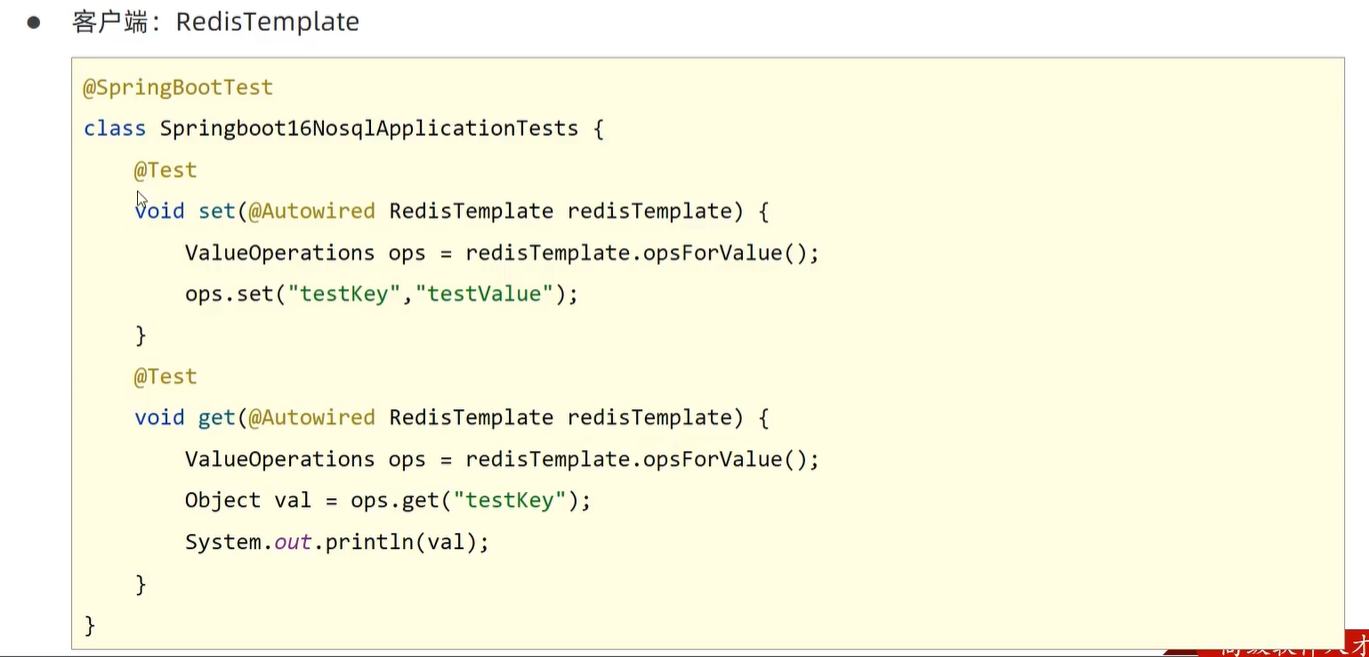 ● 客户端：RedisTemplate
@SpringBootTest
class Springboot16NosqlApplicationTests {
    @Test
    void set(@Autowired RedisTemplate redisTemplate) {
        ValueOperations ops = redisTemplate.opsForValue();
        ops.set("testKey","testValue");
    }
    @Test
    void get(@Autowired RedisTemplate redisTemplate) {
        ValueOperations ops = redisTemplate.opsForValue();
        Object val = ops.get("testKey");
        System.out.println(val);
    }
}